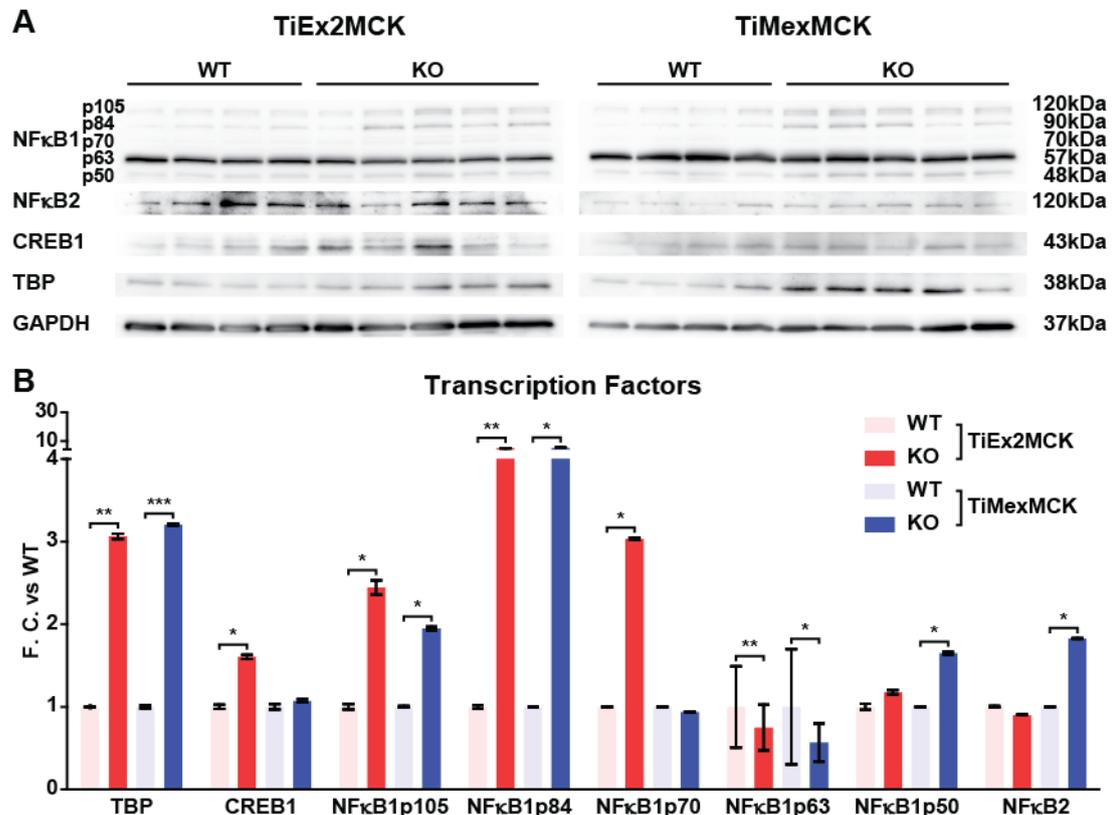 A
TiEx2MCK TiMexMCK
WT KO WT KO
NFκB1
p105
p84
p70
p63
p50
120kDa
90kDa
70kDa
57kDa
48kDa
NFκB2 120kDa
CREB1 43kDa
TBP 38kDa
GAPDH 37kDa
B
Transcription Factors
F. C. vs WT
30
10
4
3
2
1
0
** ***
*
* *
** *
*
** *
*
*
WT
KO
TiEx2MCK
WT
KO
TiMexMCK
TBP CREB1 NFκB1p105 NFκB1p84 NFκB1p70 NFκB1p63 NFκB1p50 NFκB2